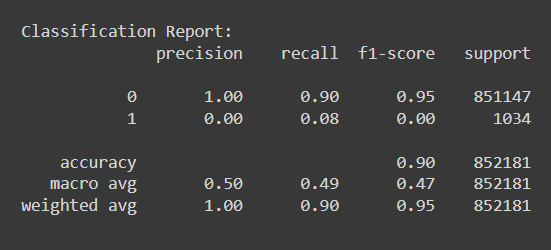 Classification Report:
precision recall f1-score support
0 1.00 0.90 0.95 851147
1 0.00 0.08 0.00 1034
accuracy 0.90 852181
macro avg 0.50 0.49 0.47 852181
weighted avg 1.00 0.90 0.95 852181